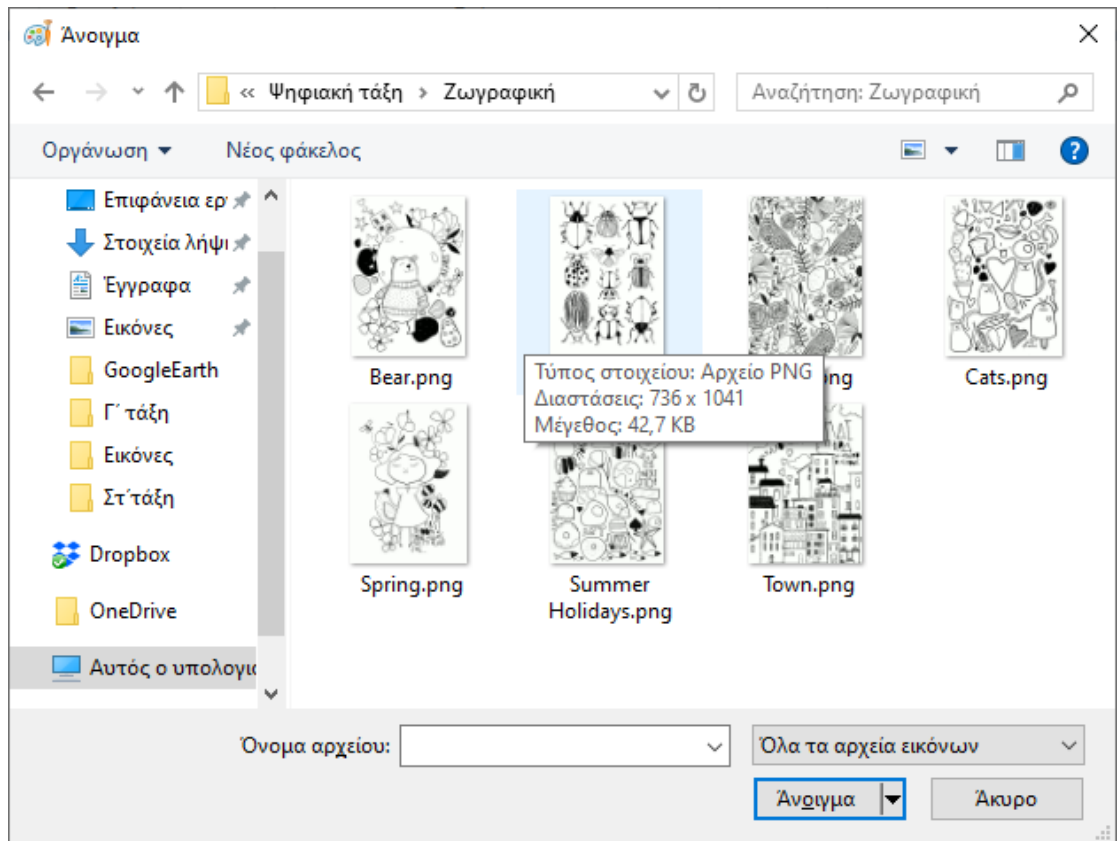 Άνοιγμα
« Ψηφιακή τάξη › Ζωγραφική
Αναζήτηση: Ζωγραφική
Οργάνωση
Νέος φάκελος
Επιφάνεια ερ
Στοιχεία λήψ
Έγγραφα
Εικόνες
GoogleEarth
Γ΄ τάξη
Εικόνες
Στ΄τάξη
Dropbox
OneDrive
Αυτός ο υπολογι
Bear.png
ng
Cats.png
Τύπος στοιχείου: Αρχείο PNG
Διαστάσεις: 736 x 1041
Μέγεθος: 42,7 KB
Spring.png
Summer
Holidays.png
Town.png
Όνομα αρχείου:
Όλα τα αρχεία εικόνων
Άνοιγμα
Άκυρο